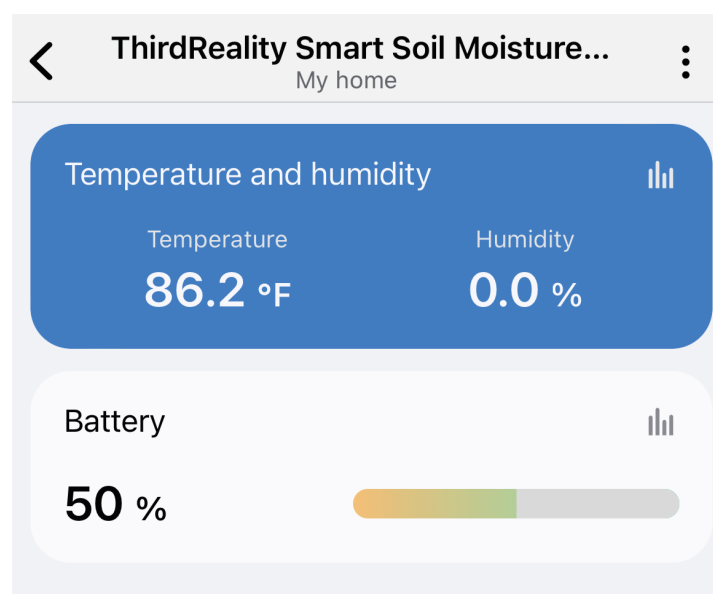 ThirdReality Smart Soil Moisture...
My home
Temperature and humidity
Temperature Humidity
86.2 °F 0.0 %
Battery
50 %